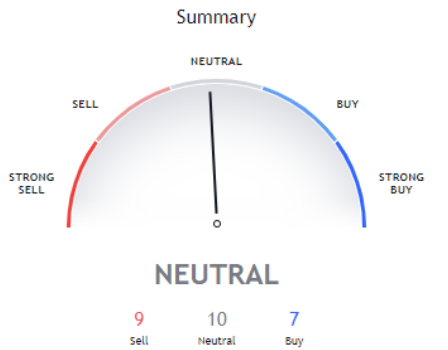 Summary
NEUTRAL
SELL
BUY
STRONG
SELL
STRONG
BUY
NEUTRAL
9 10 7
Sell Neutral Buy